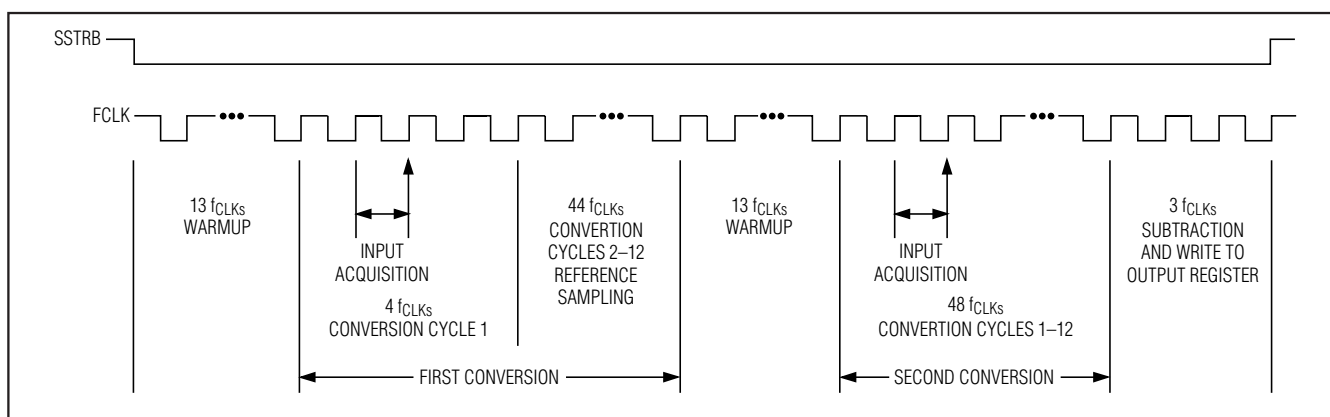 SSTRB
FCLK
13 fCLKs
WARMUP
INPUT
ACQUISITION
4 fCLKs
CONVERSION CYCLE 1
44 fCLKs
CONVERTION
CYCLES 2–12
REFERENCE
SAMPLING
13 fCLKs
WARMUP
INPUT
ACQUISITION
48 fCLKs
CONVERTION CYCLES 1–12
3 fCLKs
SUBTRACTION
AND WRITE TO
OUTPUT REGISTER
FIRST CONVERSION
SECOND CONVERSION